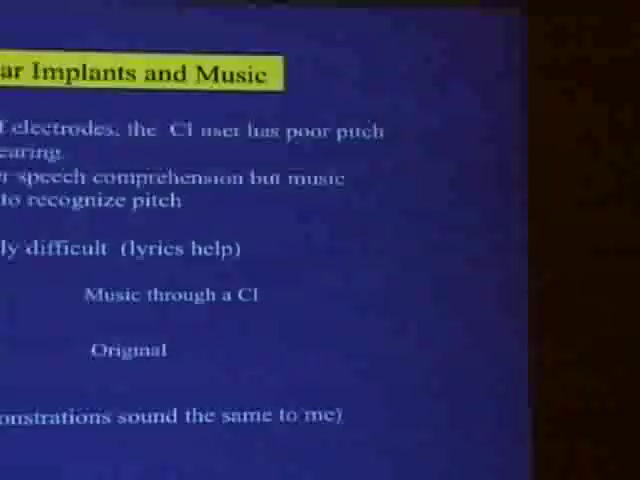 ar Implants and Music
f electrodes, the CI user has poor pitch
earing.
r speech comprehension but music
to recognize pitch
ly difficult (lyrics help)
Music through a CI
Original
onstrations sound the same to me)